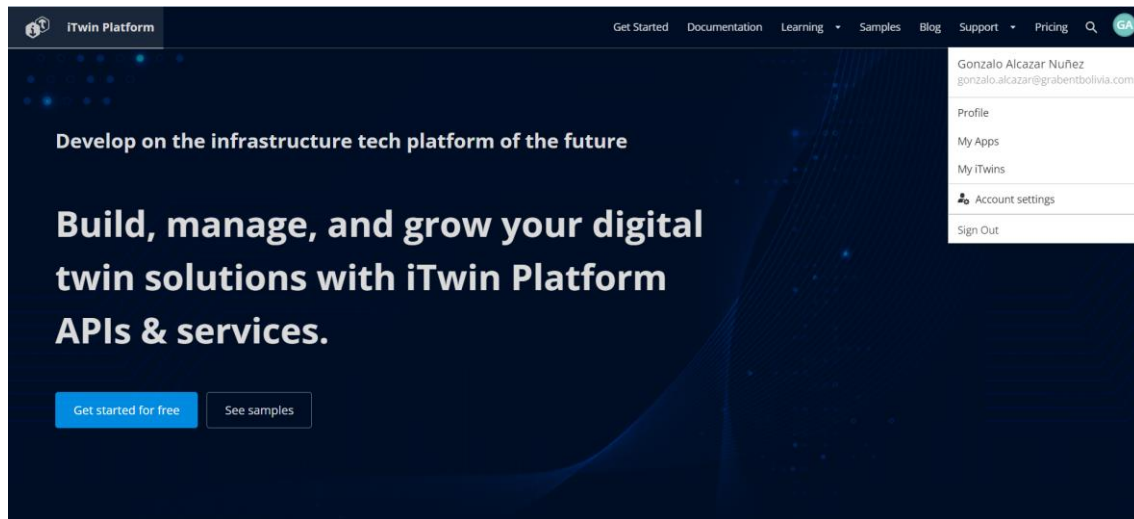 iTwin Platform
Get Started Documentation Learning Samples Blog Support Pricing GA
Gonzalo Alcazar Nuñez
gonzalo.alcazar@grabentbolivia.com
Profile
My Apps
My iTwins
Account settings
Sign Out
Develop on the infrastructure tech platform of the future
Build, manage, and grow your digital
twin solutions with iTwin Platform
APIs & services.
Get started for free See samples